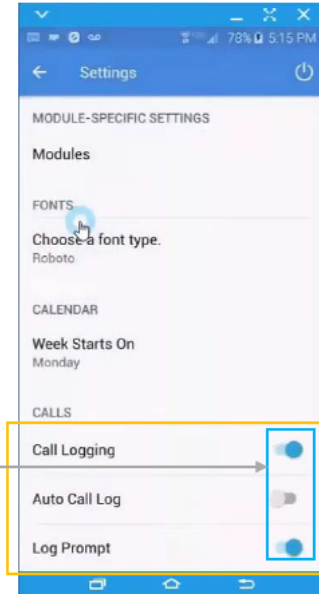 78% 5:15 PM
Settings
MODULE-SPECIFIC SETTINGS
Modules
FONTS
Choose a font type.
Roboto
CALENDAR
Week Starts On
Monday
CALLS
Call Logging
Auto Call Log
Log Prompt